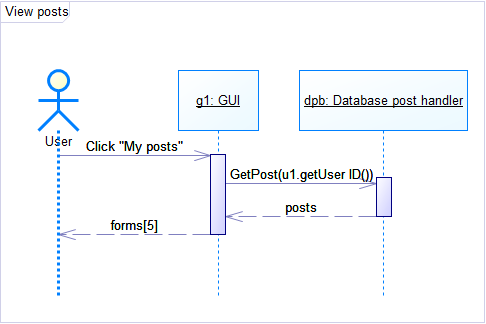 View posts
g1: GUI
dpb: Database post handler
User
Click "My posts"
GetPost(u1.getUser ID())
posts
forms[5]